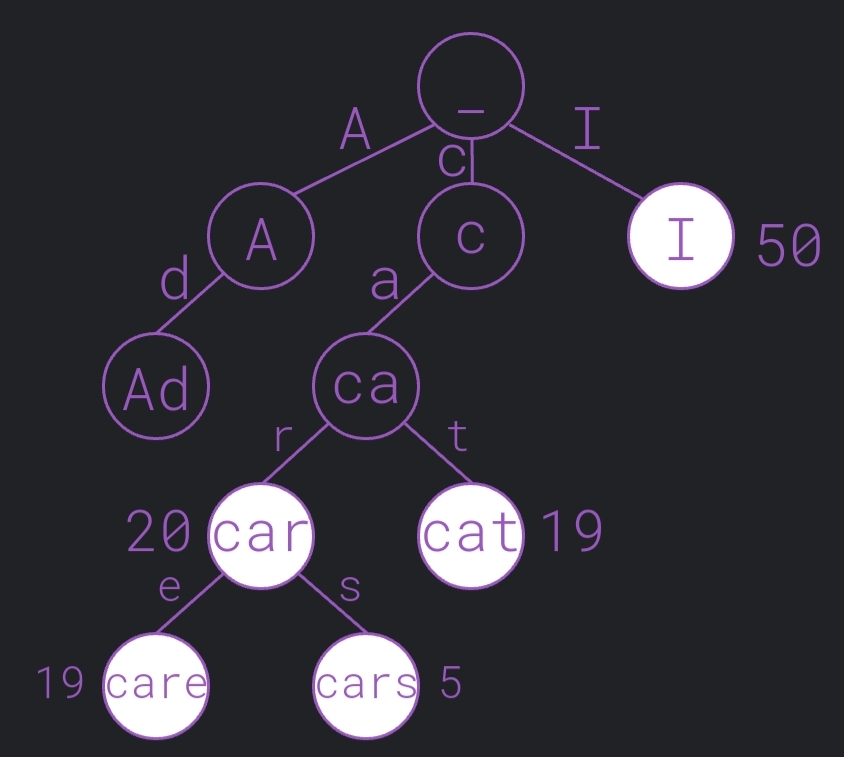 _
A c I
A c I 50
d a
Ad ca
r t
20 car cat 19
e s
19 care cars 5